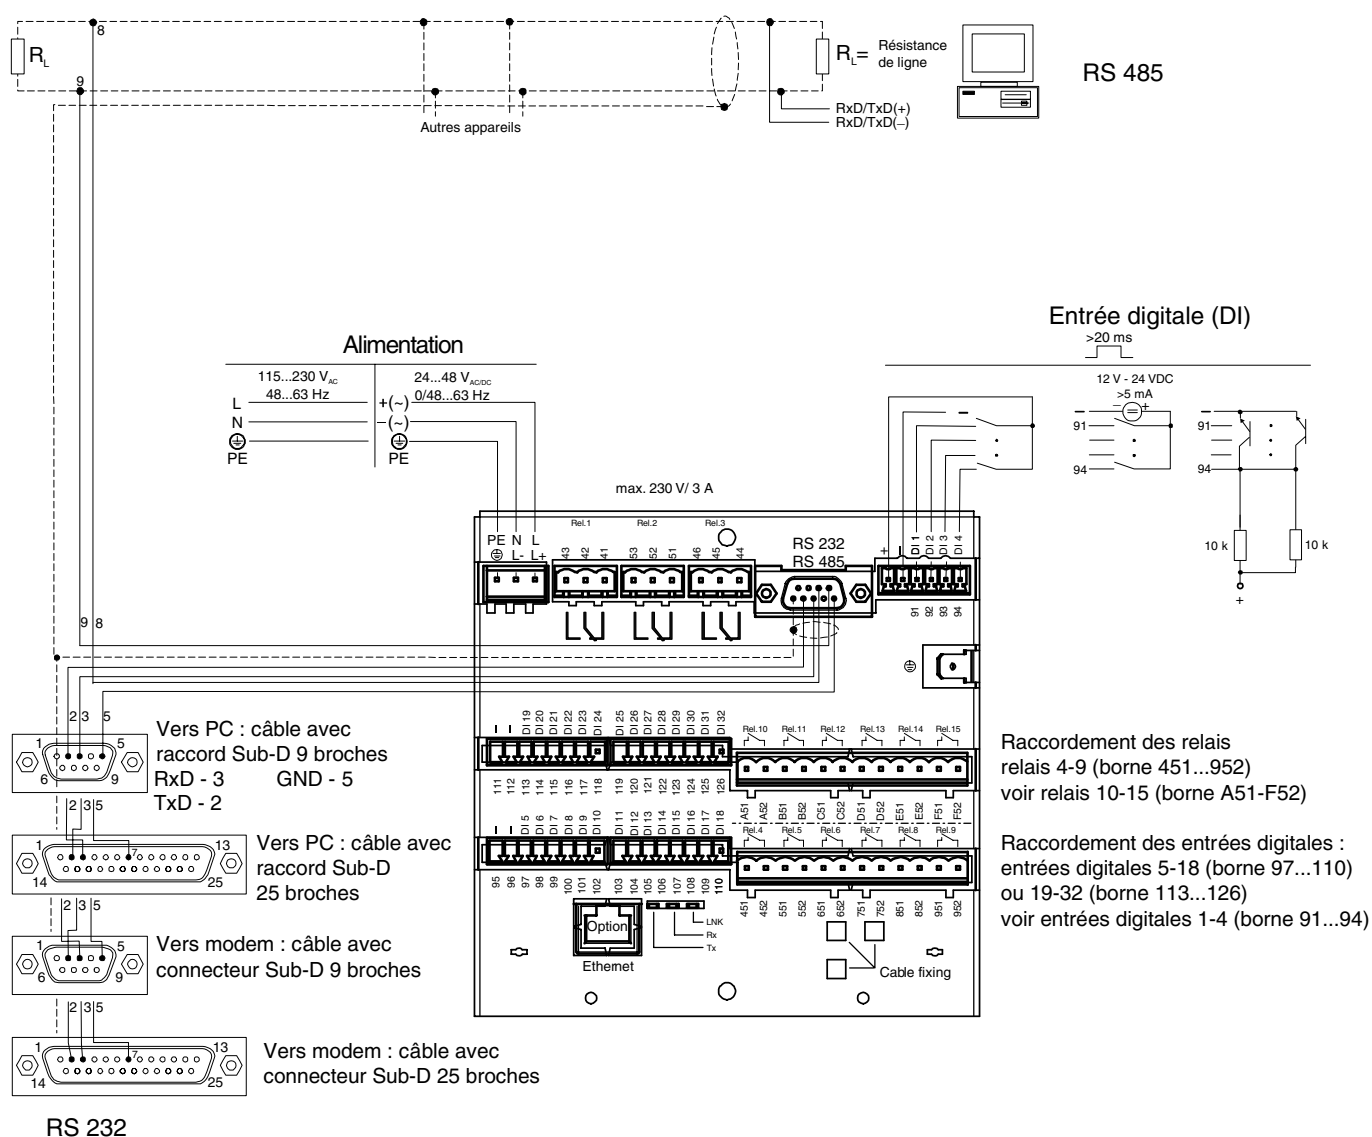 8
R L
R L = Résistance
de ligne
RS 485
9
RxD/TxD(+)
RxD/TxD(–)
Autres appareils
Entrée digitale (DI)
>20 ms
Alimentation
115...230 V AC
48...63 Hz
24...48 V AC/DC
0/48...63 Hz
L
N
PE
+(~)
–(~)
PE
12 V - 24 VDC
>5 mA
– +
91
94
91
94
10 k
10 k
+
max. 230 V/ 3 A
PE N L
L- L+
Rel.1 Rel.2 Rel.3
43 42 41 53 52 51 46 45 44
RS 232
RS 485
+ – DI 1 DI 2 DI 3 DI 4
91 92 93 94
9 8
2 3 5
1 5
6 9
Vers PC : câble avec
raccord Sub-D 9 broches
RxD - 3 GND - 5
TxD - 2
– – DI 19 DI 20 DI 21 DI 22 DI 23 DI 24 DI 25 DI 26 DI 27 DI 28 DI 29 DI 30 DI 31 DI 32
111 112 113 114 115 116 117 118 119 120 121 122 123 124 125 126
Rel.10 Rel.11 Rel.12 Rel.13 Rel.14 Rel.15
A51 A52 B51 B52 C51 C52 D51 D52 E51 E52 F51 F52
Raccordement des relais
relais 4-9 (borne 451...952)
voir relais 10-15 (borne A51-F52)
2 3 5
1 7 13
14 25
Vers PC : câble avec
raccord Sub-D
25 broches
– – DI 5 DI 6 DI 7 DI 8 DI 9 DI 10 DI 11 DI 12 DI 13 DI 14 DI 15 DI 16 DI 17 DI 18
95 96 97 98 99 100 101 102 103 104 105 106 107 108 109 110
Rel.4 Rel.5 Rel.6 Rel.7 Rel.8 Rel.9
451 452 551 552 651 652 751 752 851 852 951 952
Raccordement des entrées digitales :
entrées digitales 5-18 (borne 97...110)
ou 19-32 (borne 113...126)
voir entrées digitales 1-4 (borne 91...94)
2 3 5
1 5
6 9
Vers modem : câble avec
connecteur Sub-D 9 broches
Option
Ethernet
LNK
Rx
Tx
Cable fixing
2 3 5
1 7 13
14 25
Vers modem : câble avec
connecteur Sub-D 25 broches
RS 232